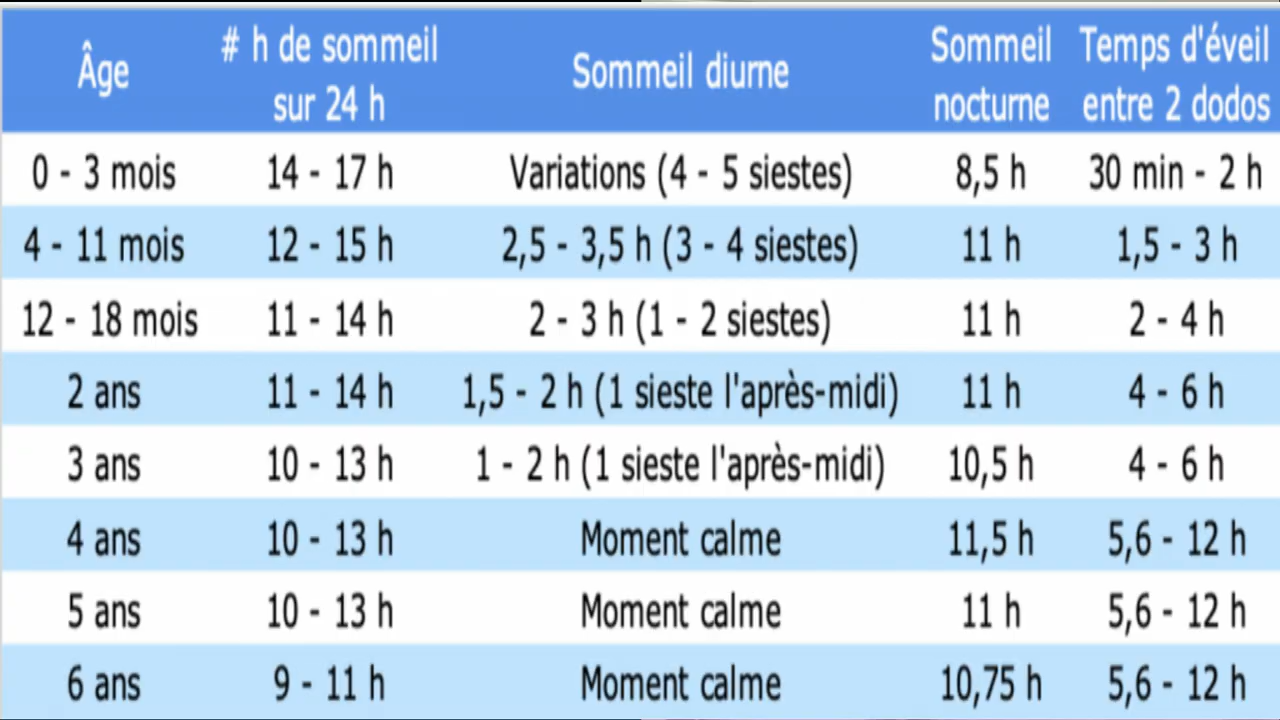 Âge # h de sommeil sur 24 h Sommeil diurne Sommeil nocturne Temps d'éveil entre 2 dodos
0 - 3 mois 14 - 17 h Variations (4 - 5 siestes) 8,5 h 30 min - 2 h
4 - 11 mois 12 - 15 h 2,5 - 3,5 h (3 - 4 siestes) 11 h 1,5 - 3 h
12 - 18 mois 11 - 14 h 2 - 3 h (1 - 2 siestes) 11 h 2 - 4 h
2 ans 11 - 14 h 1,5 - 2 h (1 sieste l'après-midi) 11 h 4 - 6 h
3 ans 10 - 13 h 1 - 2 h (1 sieste l'après-midi) 10,5 h 4 - 6 h
4 ans 10 - 13 h Moment calme 11,5 h 5,6 - 12 h
5 ans 10 - 13 h Moment calme 11 h 5,6 - 12 h
6 ans 9 - 11 h Moment calme 10,75 h 5,6 - 12 h